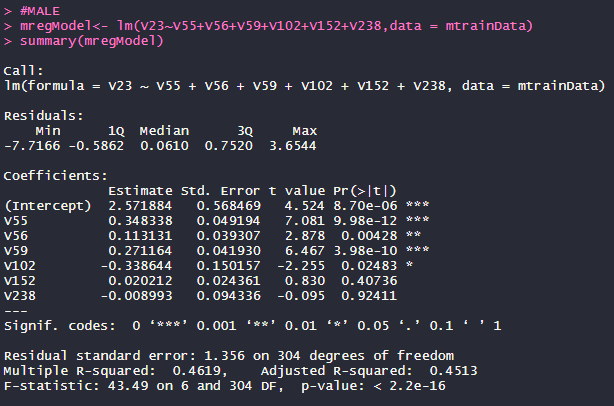 > #MALE
> mregModel<- lm(V23~V55+V56+V59+V102+V152+V238,data = mtrainData)
> summary(mregModel)
Call:
lm(formula = V23 ~ V55 + V56 + V59 + V102 + V152 + V238, data = mtrainData)
Residuals:
Min 1Q Median 3Q Max
-7.7166 -0.5862 0.0610 0.7520 3.6544
Coefficients:
Estimate Std. Error t value Pr(>|t|)
(Intercept) 2.571884 0.568469 4.524 8.70e-06 ***
V55 0.348338 0.049194 7.081 9.98e-12 ***
V56 0.113131 0.039307 2.878 0.00428 **
V59 0.271164 0.041930 6.467 3.98e-10 ***
V102 -0.338644 0.150157 -2.255 0.02483 *
V152 0.020212 0.024361 0.830 0.40736
V238 -0.008993 0.094336 -0.095 0.92411
---
Signif. codes: 0 ‘***’ 0.001 ‘**’ 0.01 ‘*’ 0.05 ‘.’ 0.1 ‘ ’ 1
Residual standard error: 1.356 on 304 degrees of freedom
Multiple R-squared: 0.4619, Adjusted R-squared: 0.4513
F-statistic: 43.49 on 6 and 304 DF, p-value: < 2.2e-16